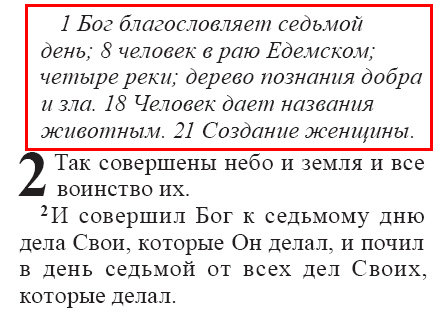 1 Бог благословляет седьмой
день; 8 человек в раю Едемском;
четыре реки; дерево познания добра
и зла. 18 Человек дает названия
животным. 21 Создание женщины.
2 Так совершены небо и земля и все
воинство их.
2 И совершил Бог к седьмому дню
дела Свои, которые Он делал, и почил
в день седьмой от всех дел Своих,
которые делал.